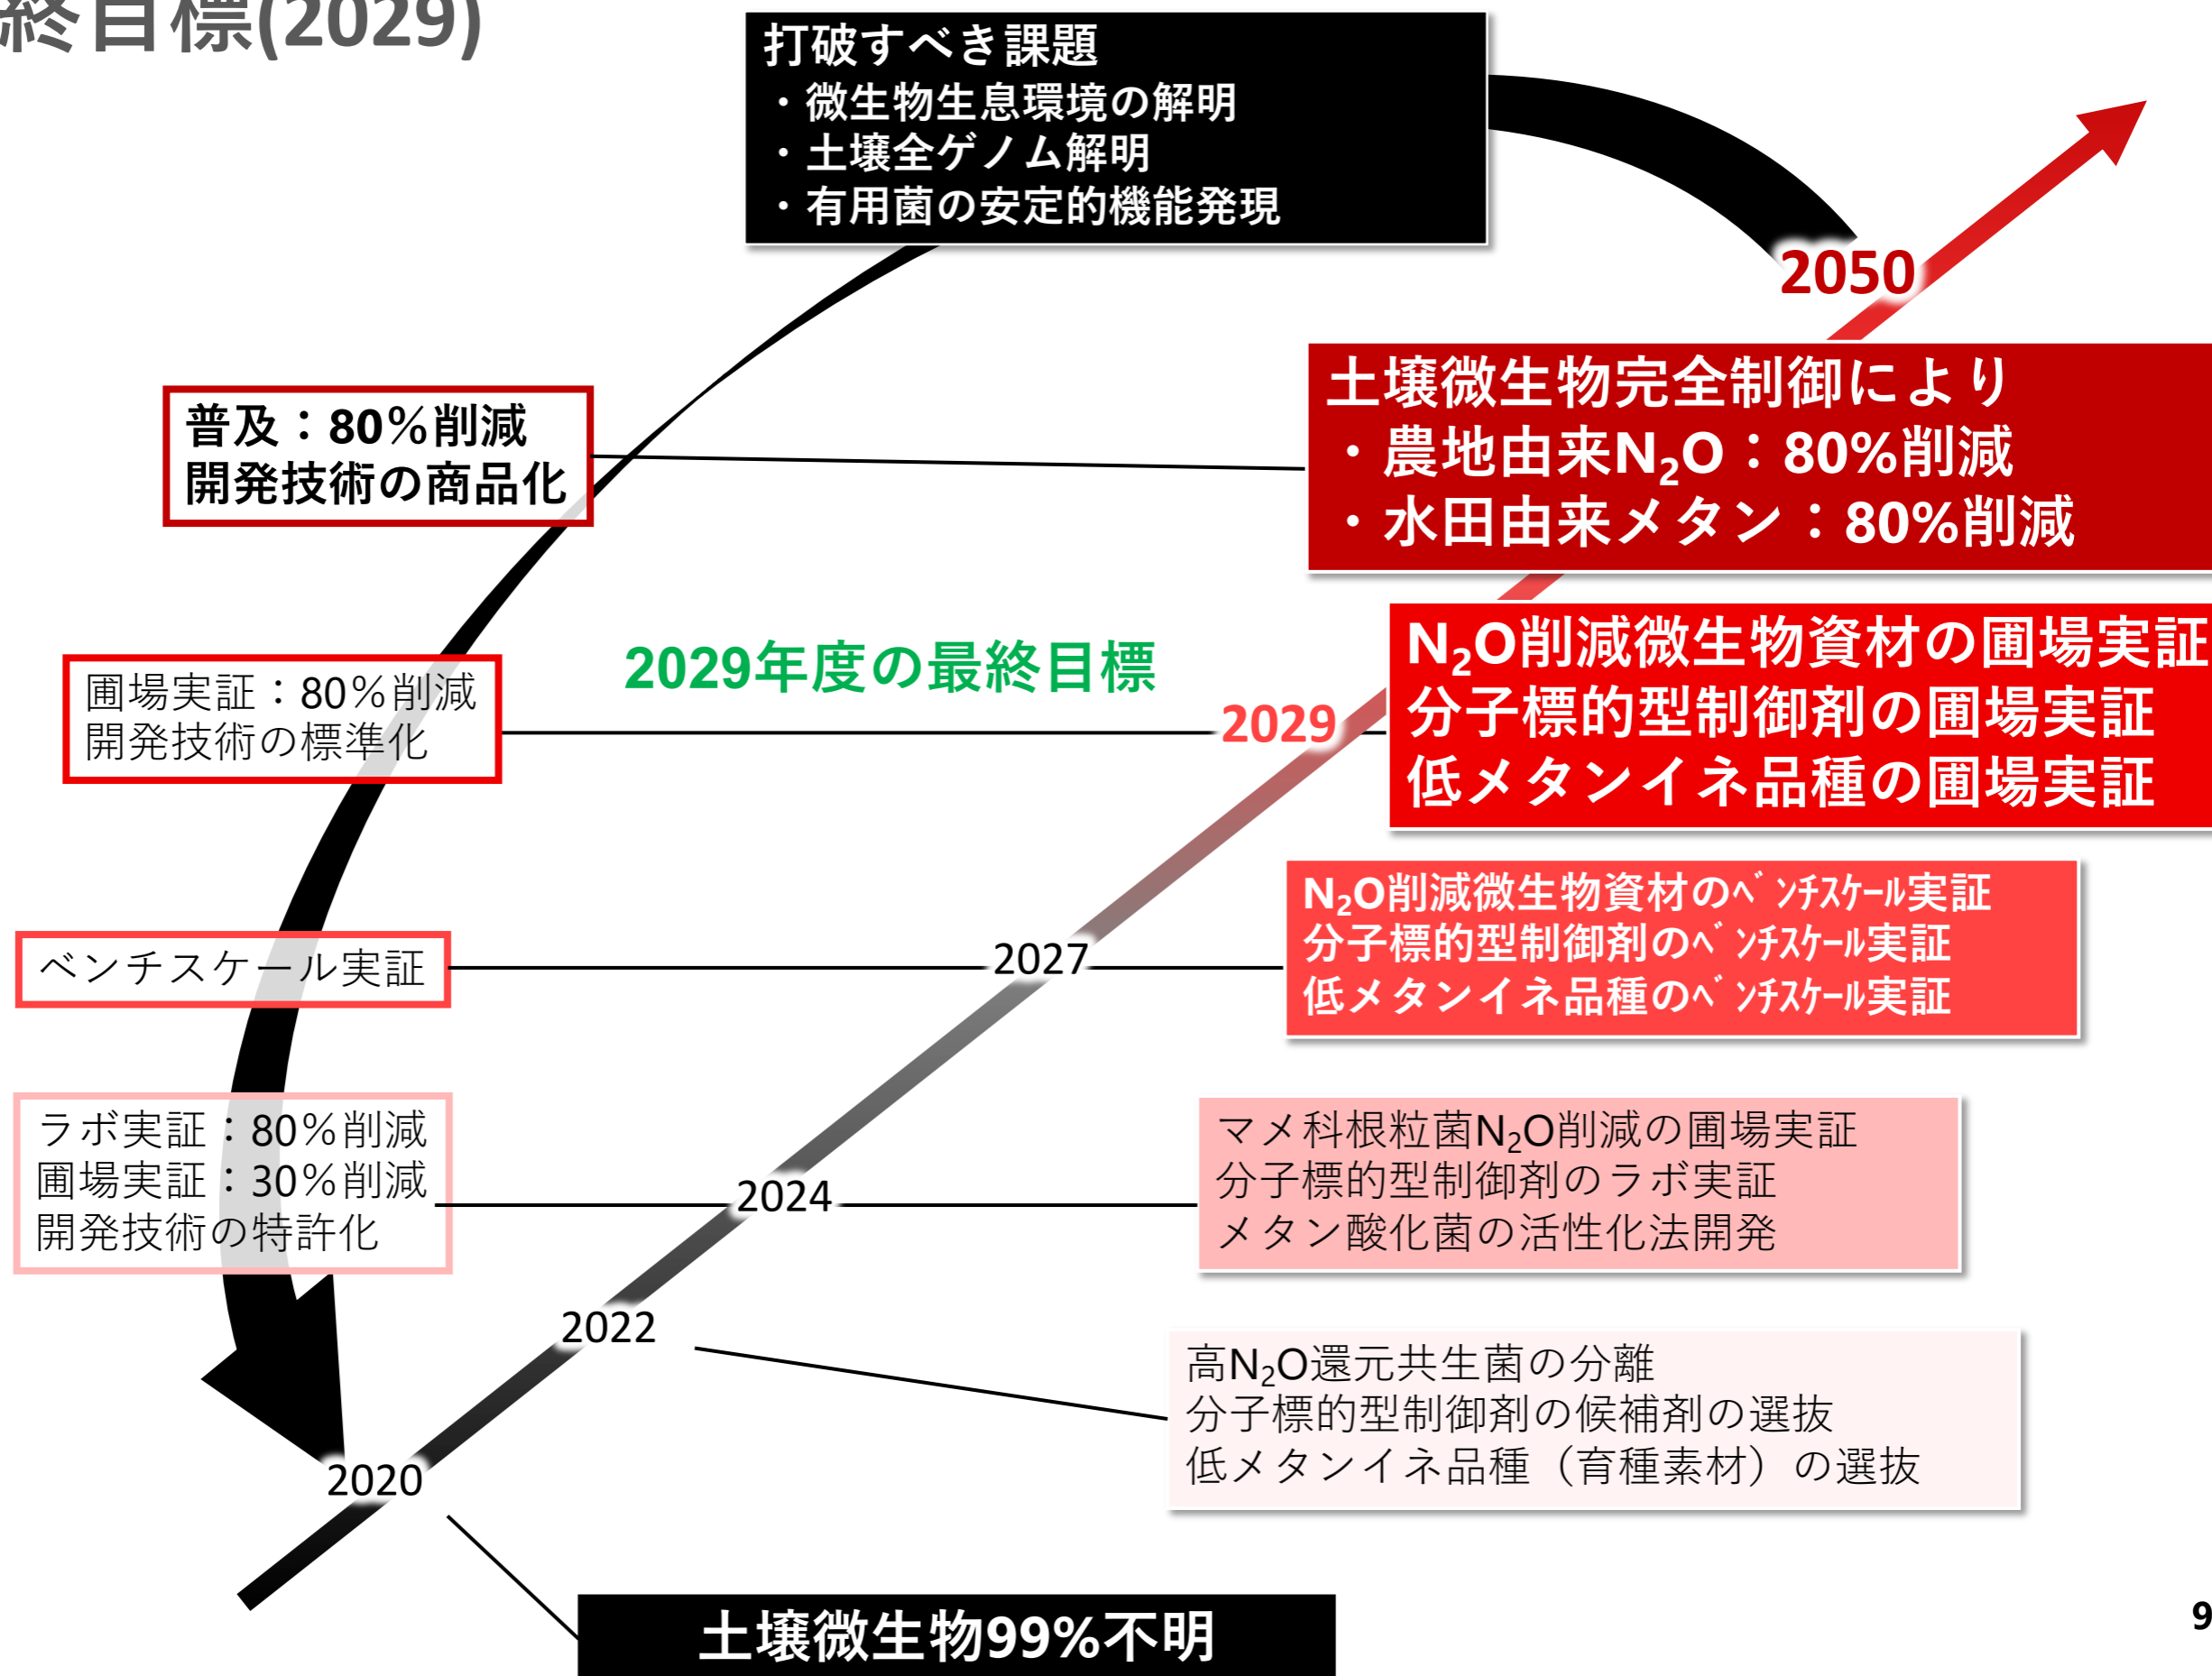 終目標(2029)
打破すべき課題
・微生物生息環境の解明
・土壌全ゲノム解明
・有用菌の安定的機能発現
2050
普及：80％削減
開発技術の商品化
土壌微生物完全制御により
・農地由来N₂O：80%削減
・水田由来メタン：80%削減
圃場実証：80％削減
開発技術の標準化
2029年度の最終目標
2029
N₂O削減微生物資材の圃場実証
分子標的型制御剤の圃場実証
低メタンイネ品種の圃場実証
ベンチスケール実証
2027
N₂O削減微生物資材のﾍﾞﾝﾁｽｹｰﾙ実証
分子標的型制御剤のﾍﾞﾝﾁｽｹｰﾙ実証
低メタンイネ品種のﾍﾞﾝﾁｽｹｰﾙ実証
ラボ実証：80％削減
圃場実証：30％削減
開発技術の特許化
2024
マメ科根粒菌N₂O削減の圃場実証
分子標的型制御剤のラボ実証
メタン酸化菌の活性化法開発
2022
高N₂O還元共生菌の分離
分子標的型制御剤の候補剤の選抜
低メタンイネ品種（育種素材）の選抜
2020
土壌微生物99%不明
9